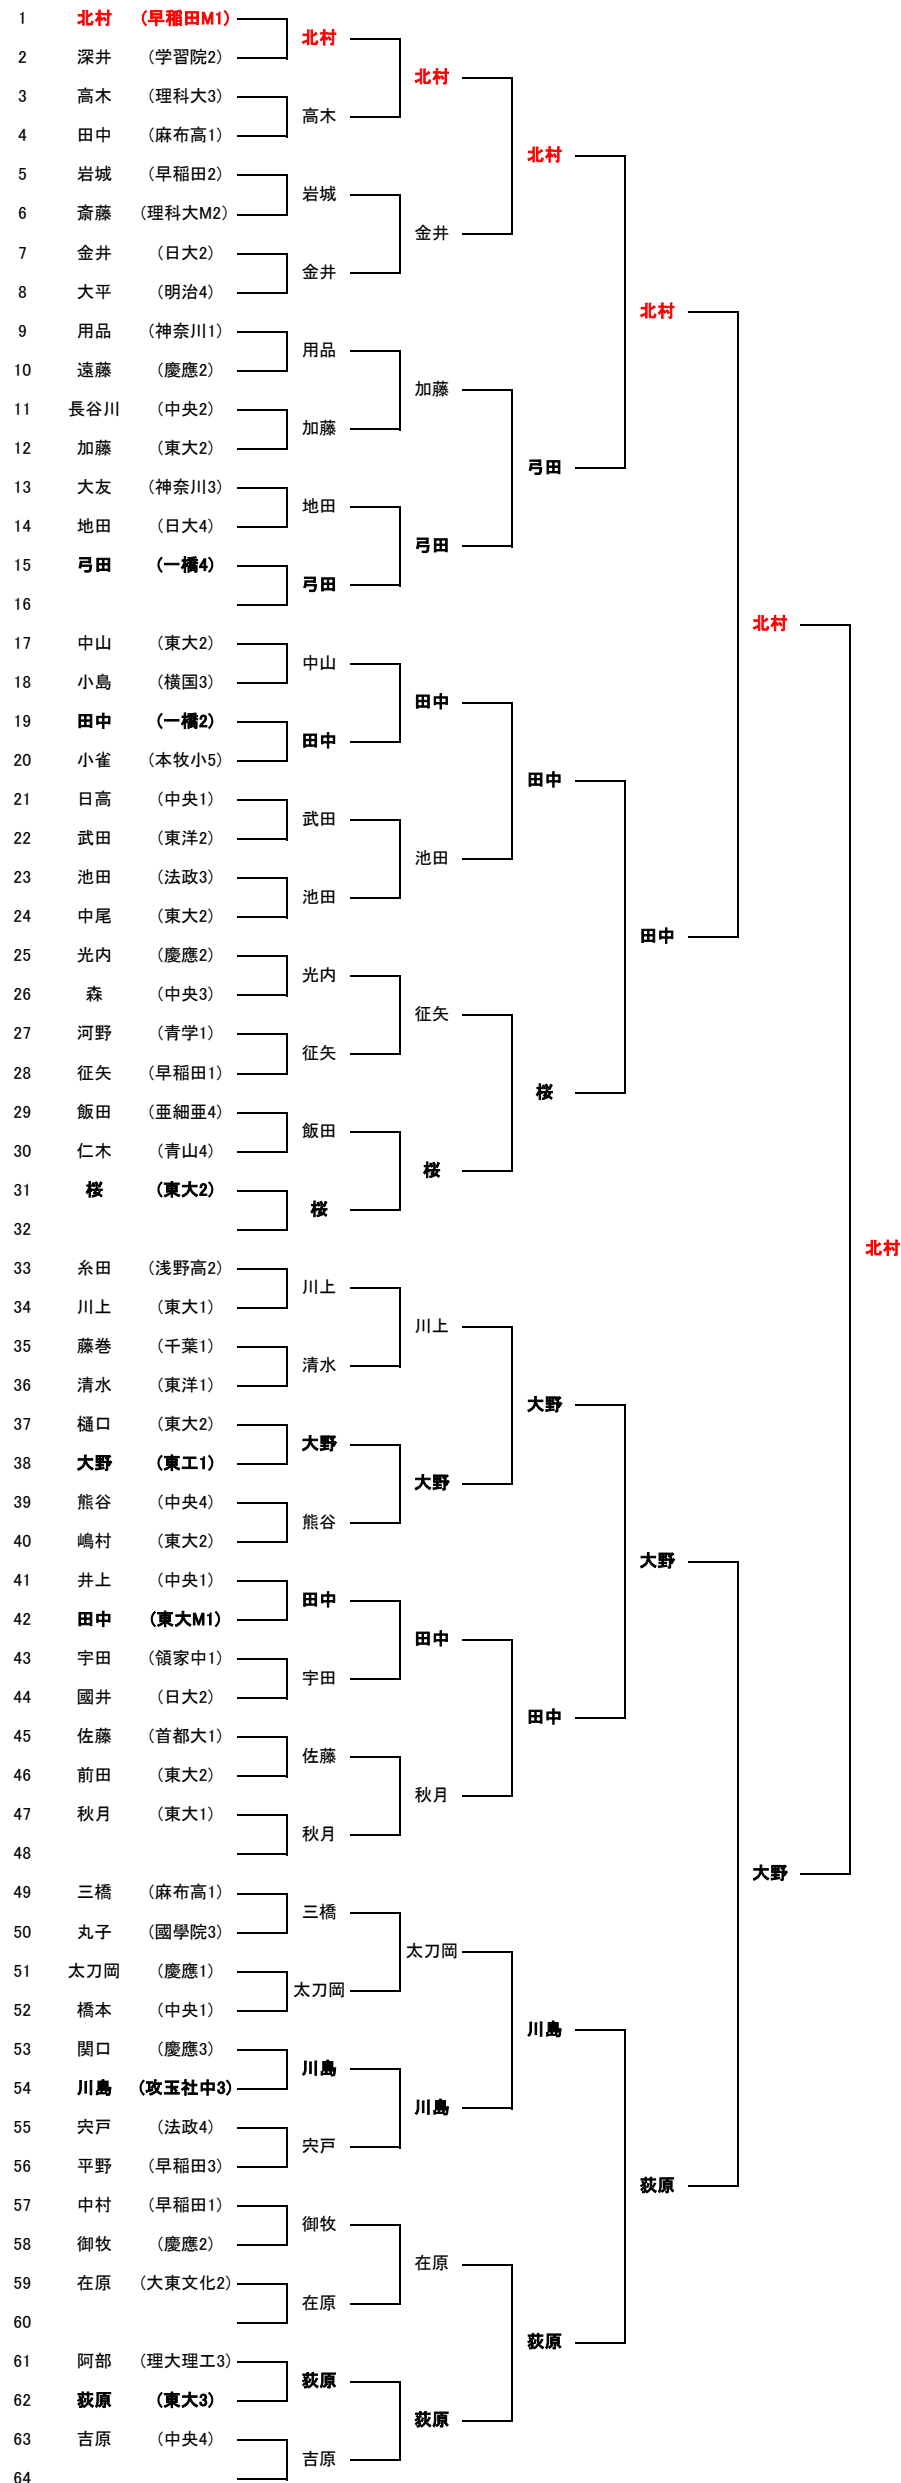 1 北村 (早稲田M1)
北村
2 深井 (学習院2)
北村
3 高木 (理科大3)
高木
4 田中 (麻布高1)
北村
5 岩城 (早稲田2)
岩城
6 斎藤 (理科大M2)
金井
7 金井 (日大2)
金井
8 大平 (明治4)
北村
9 用品 (神奈川1)
用品
10 遠藤 (慶應2)
加藤
11 長谷川 (中央2)
加藤
12 加藤 (東大2)
弓田
13 大友 (神奈川3)
地田
14 地田 (日大4)
弓田
15 弓田 (一橋4)
弓田
16
北村
17 中山 (東大2)
中山
18 小島 (横国3)
田中
19 田中 (一橋2)
田中
20 小雀 (本牧小5)
田中
21 日高 (中央1)
武田
22 武田 (東洋2)
池田
23 池田 (法政3)
池田
24 中尾 (東大2)
田中
25 光内 (慶應2)
光内
26 森 (中央3)
征矢
27 河野 (青学1)
征矢
28 征矢 (早稲田1)
桜
29 飯田 (亜細亜4)
飯田
30 仁木 (青山4)
桜
31 桜 (東大2)
桜
32
北村
33 糸田 (浅野高2)
川上
34 川上 (東大1)
川上
35 藤巻 (千葉1)
清水
36 清水 (東洋1)
大野
37 樋口 (東大2)
大野
38 大野 (東工1)
大野
39 熊谷 (中央4)
熊谷
40 嶋村 (東大2)
大野
41 井上 (中央1)
田中
42 田中 (東大M1)
田中
43 宇田 (領家中1)
宇田
44 國井 (日大2)
田中
45 佐藤 (首都大1)
佐藤
46 前田 (東大2)
秋月
47 秋月 (東大1)
秋月
48
大野
49 三橋 (麻布高1)
三橋
50 丸子 (國學院3)
太刀岡
51 太刀岡 (慶應1)
太刀岡
52 橋本 (中央1)
川島
53 関口 (慶應3)
川島
54 川島 (攻玉社中3)
川島
55 宍戸 (法政4)
宍戸
56 平野 (早稲田3)
荻原
57 中村 (早稲田1)
御牧
58 御牧 (慶應2)
在原
59 在原 (大東文化2)
在原
60
荻原
61 阿部 (理大理工3)
荻原
62 荻原 (東大3)
荻原
63 吉原 (中央4)
吉原
64